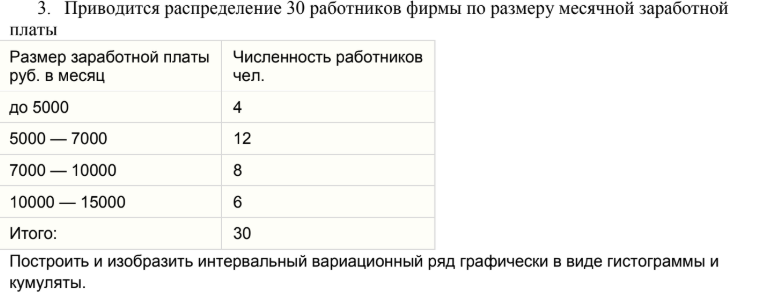 3. Приводится распределение 30 работников фирмы по размеру месячной заработной
платы
Размер заработной платы
руб. в месяц
Численность работников
чел.
до 5000
4
5000 — 7000
12
7000 — 10000
8
10000 — 15000
6
Итого:
30
Построить и изобразить интервальный вариационный ряд графически в виде гистограммы и
кумуляты.